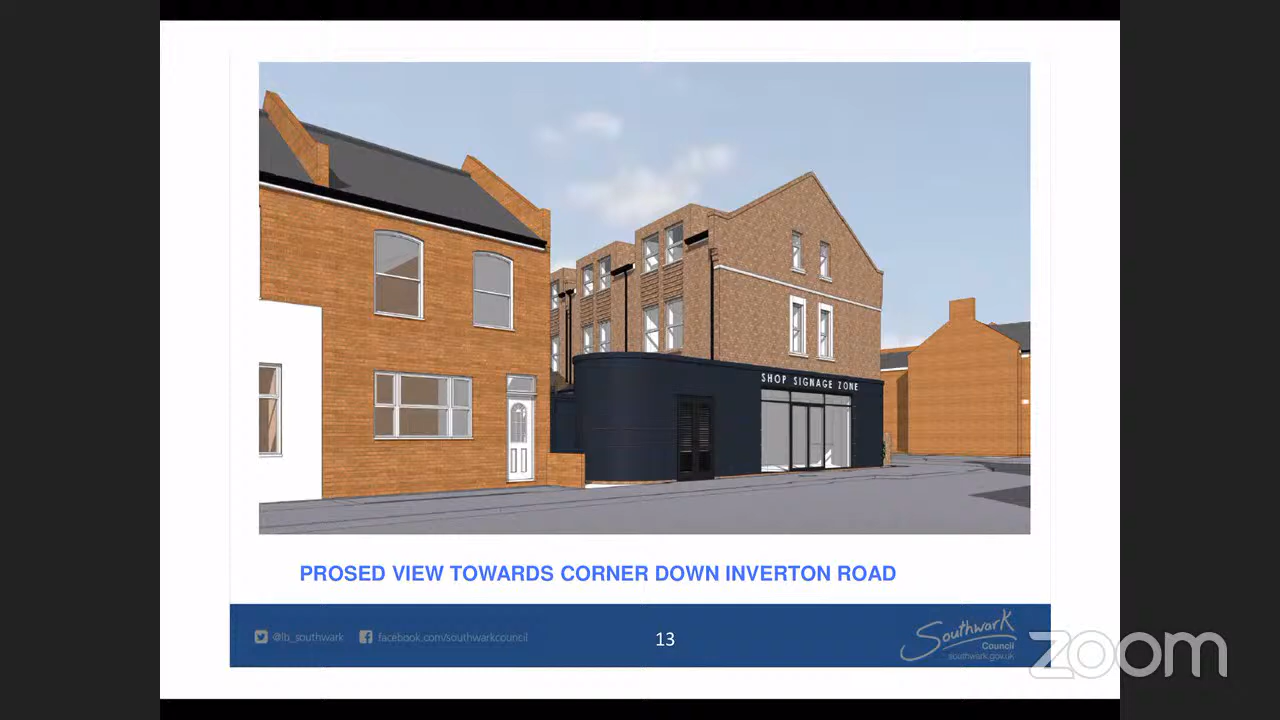 SHOP SIGNAGE ZONE
PROSED VIEW TOWARDS CORNER DOWN INVERTON ROAD
@lb_southwark
facebook.com/southwarkcouncil
13
Southwark
Council
southwark.gov.uk
zoom